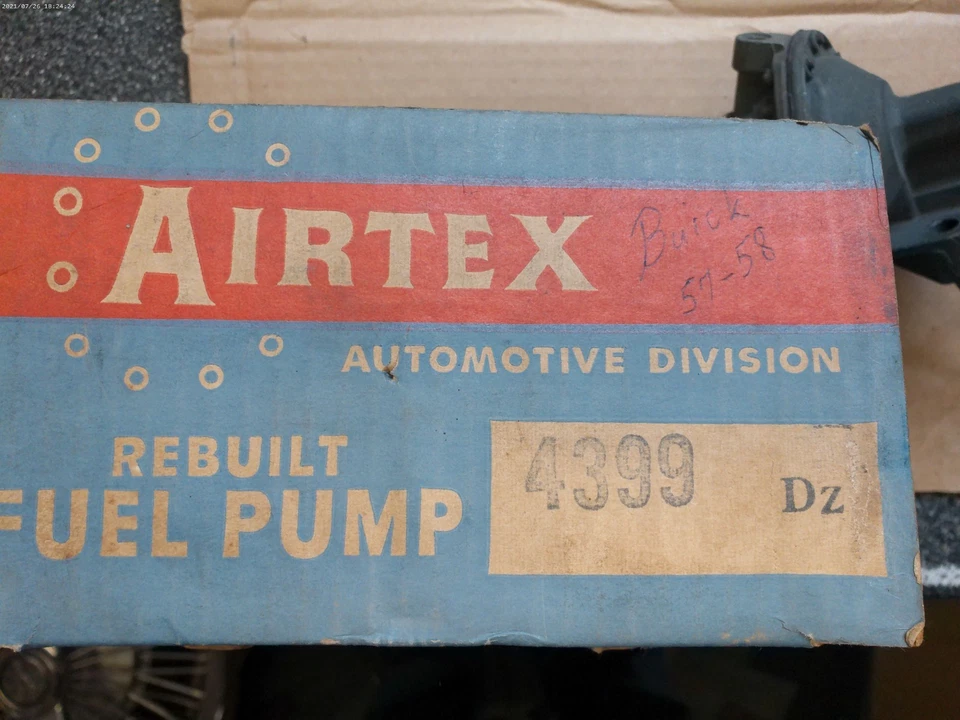 2021/07/26 18:24:24
AIRTEX
Buick
57-58
AUTOMOTIVE DIVISION
REBUILT
FUEL PUMP
4399
Dz